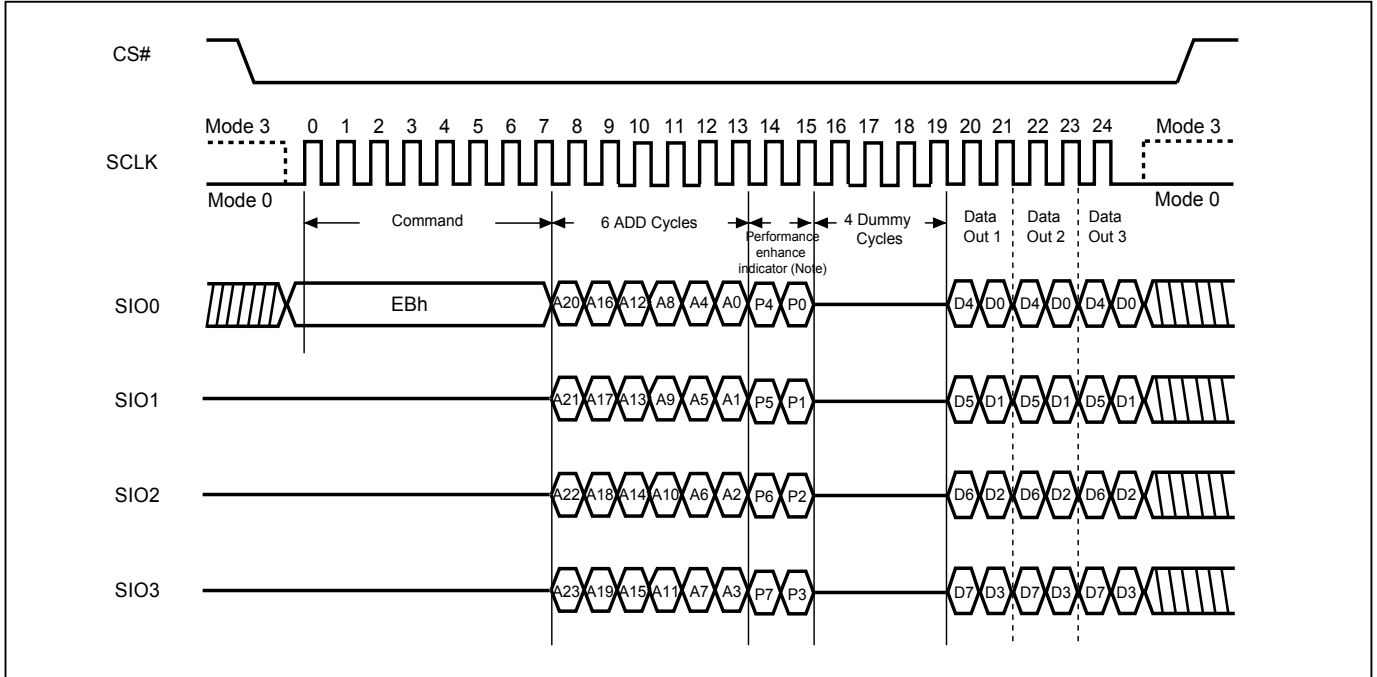 CS#
Mode 3 0 1 2 3 4 5 6 7 8 9 10 11 12 13 14 15 16 17 18 19 20 21 22 23 24 Mode 3
SCLK
Mode 0 Mode 0
Command 6 ADD Cycles Performance enhance indicator (Note) 4 Dummy Cycles Data Out 1 Data Out 2 Data Out 3
SIO0 EBh A20 A16 A12 A8 A4 A0 P4 P0 D4 D0 D4 D0 D4 D0
SIO1 A21 A17 A13 A9 A5 A1 P5 P1 D5 D1 D5 D1 D5 D1
SIO2 A22 A18 A14 A10 A6 A2 P6 P2 D6 D2 D6 D2 D6 D2
SIO3 A23 A19 A15 A11 A7 A3 P7 P3 D7 D3 D7 D3 D7 D3